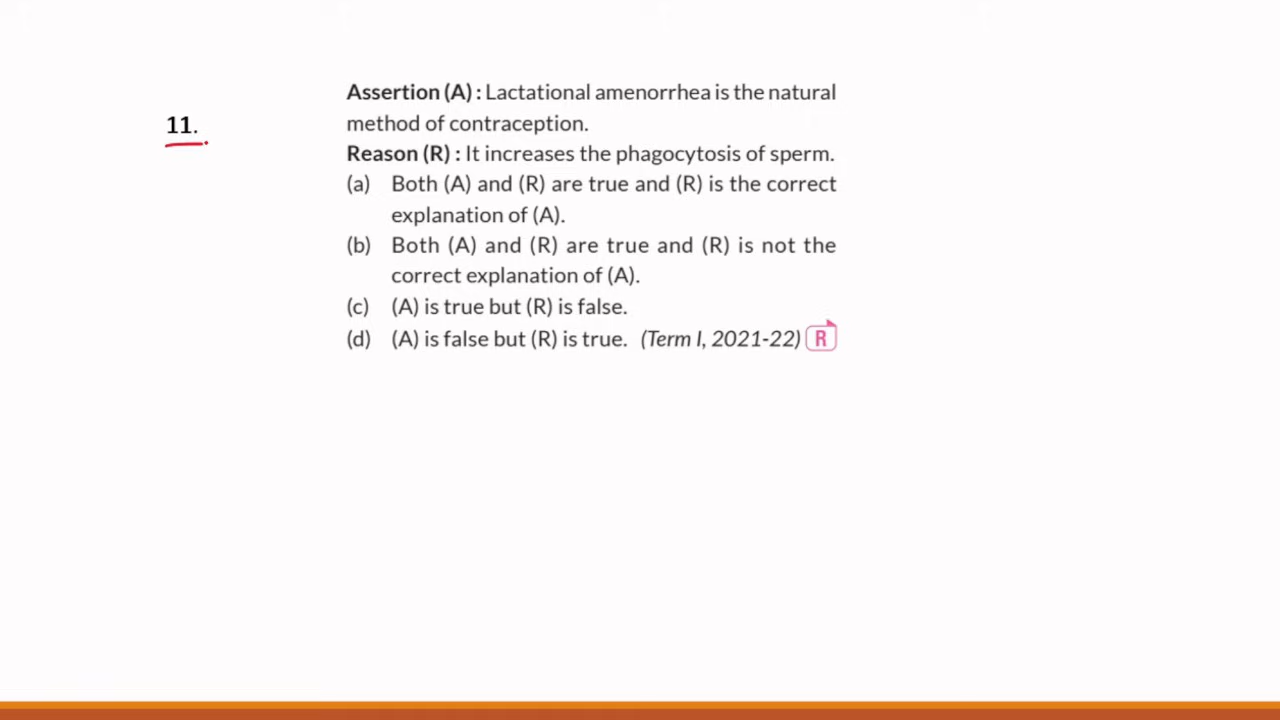 11.
Assertion (A) : Lactational amenorrhea is the natural
method of contraception.
Reason (R) : It increases the phagocytosis of sperm.
(a) Both (A) and (R) are true and (R) is the correct
explanation of (A).
(b) Both (A) and (R) are true and (R) is not the
correct explanation of (A).
(c) (A) is true but (R) is false.
(d) (A) is false but (R) is true. (Term I, 2021-22) R